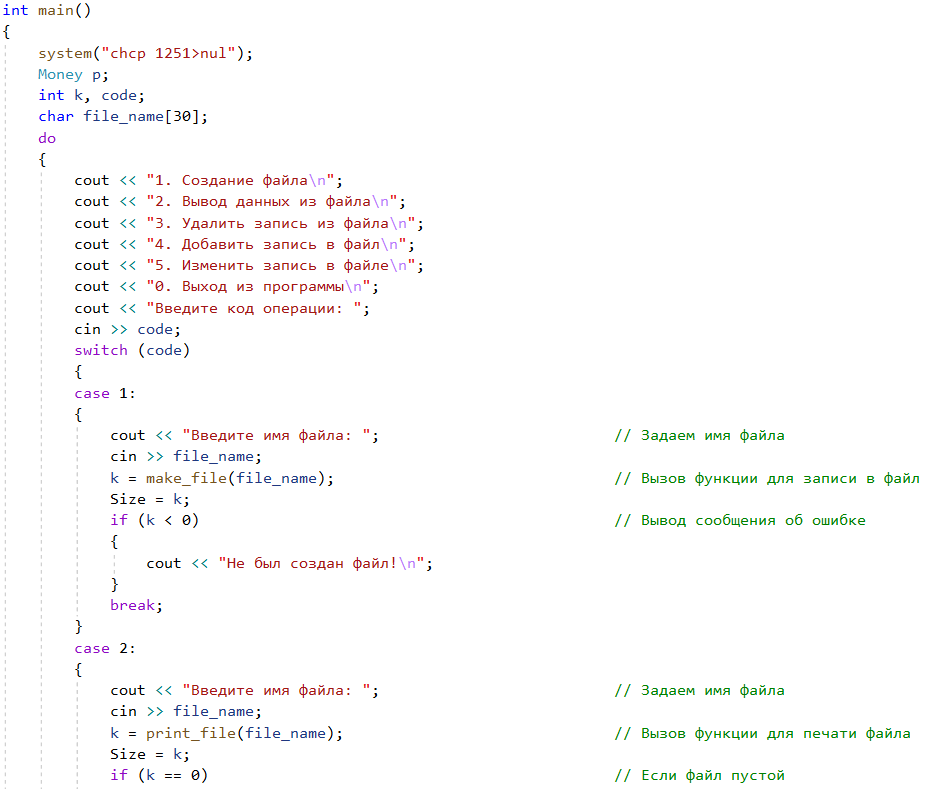 int main()
{
    system("chcp 1251>nul");
    Money p;
    int k, code;
    char file_name[30];
    do
    {
        cout << "1. Создание файла\n";
        cout << "2. Вывод данных из файла\n";
        cout << "3. Удалить запись из файла\n";
        cout << "4. Добавить запись в файл\n";
        cout << "5. Изменить запись в файле\n";
        cout << "0. Выход из программы\n";
        cout << "Введите код операции: ";
        cin >> code;
        switch (code)
        {
        case 1:
        {
            cout << "Введите имя файла: ";                          // Задаем имя файла
            cin >> file_name;
            k = make_file(file_name);                               // Вызов функции для записи в файл
            Size = k;
            if (k < 0)                                              // Вывод сообщения об ошибке
            {
                cout << "Не был создан файл!\n";
            }
            break;
        }
        case 2:
        {
            cout << "Введите имя файла: ";                          // Задаем имя файла
            cin >> file_name;
            k = print_file(file_name);                              // Вызов функции для печати файла
            Size = k;
            if (k == 0)                                             // Если файл пустой